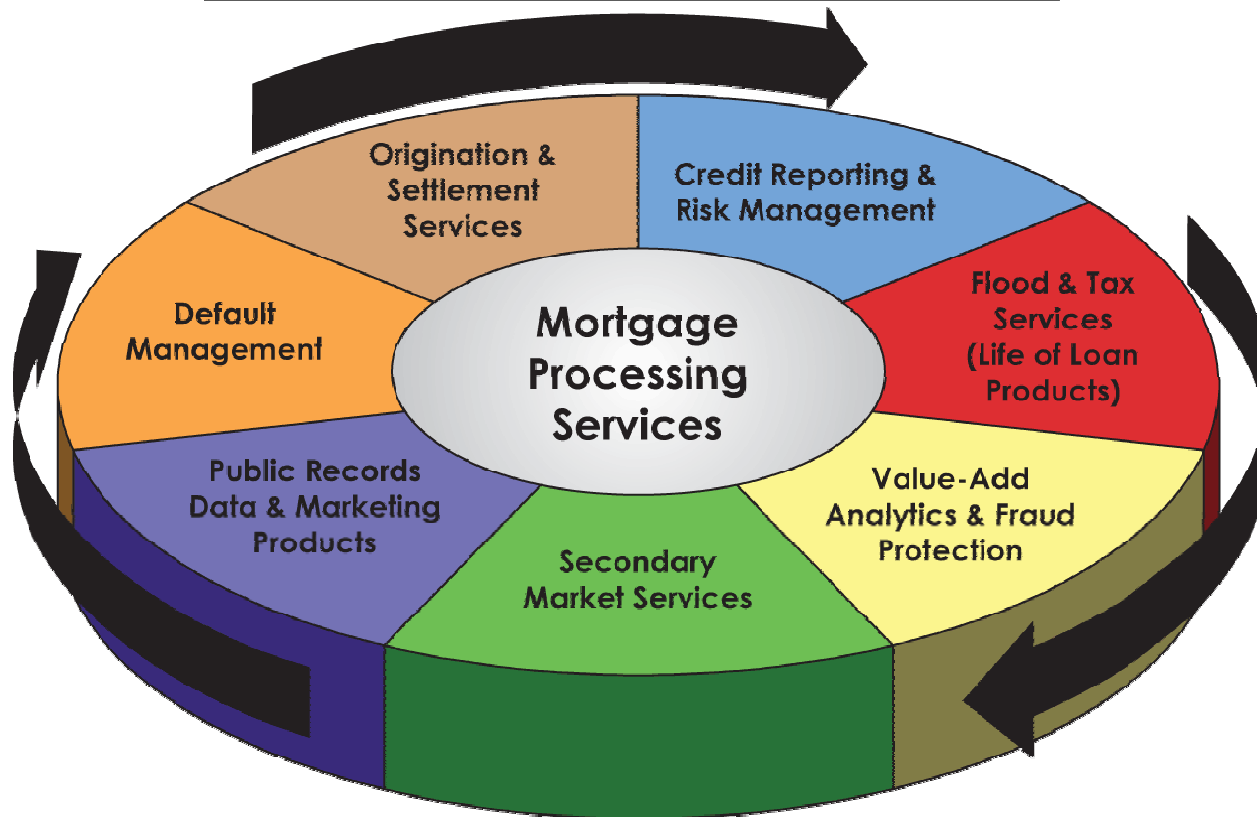 Origination &
Settlement
Services
Credit Reporting &
Risk Management
Flood & Tax
Services
(Life of Loan
Products)
Value-Add
Analytics & Fraud
Protection
Secondary
Market Services
Public Records
Data & Marketing
Products
Default
Management
Mortgage
Processing
Services